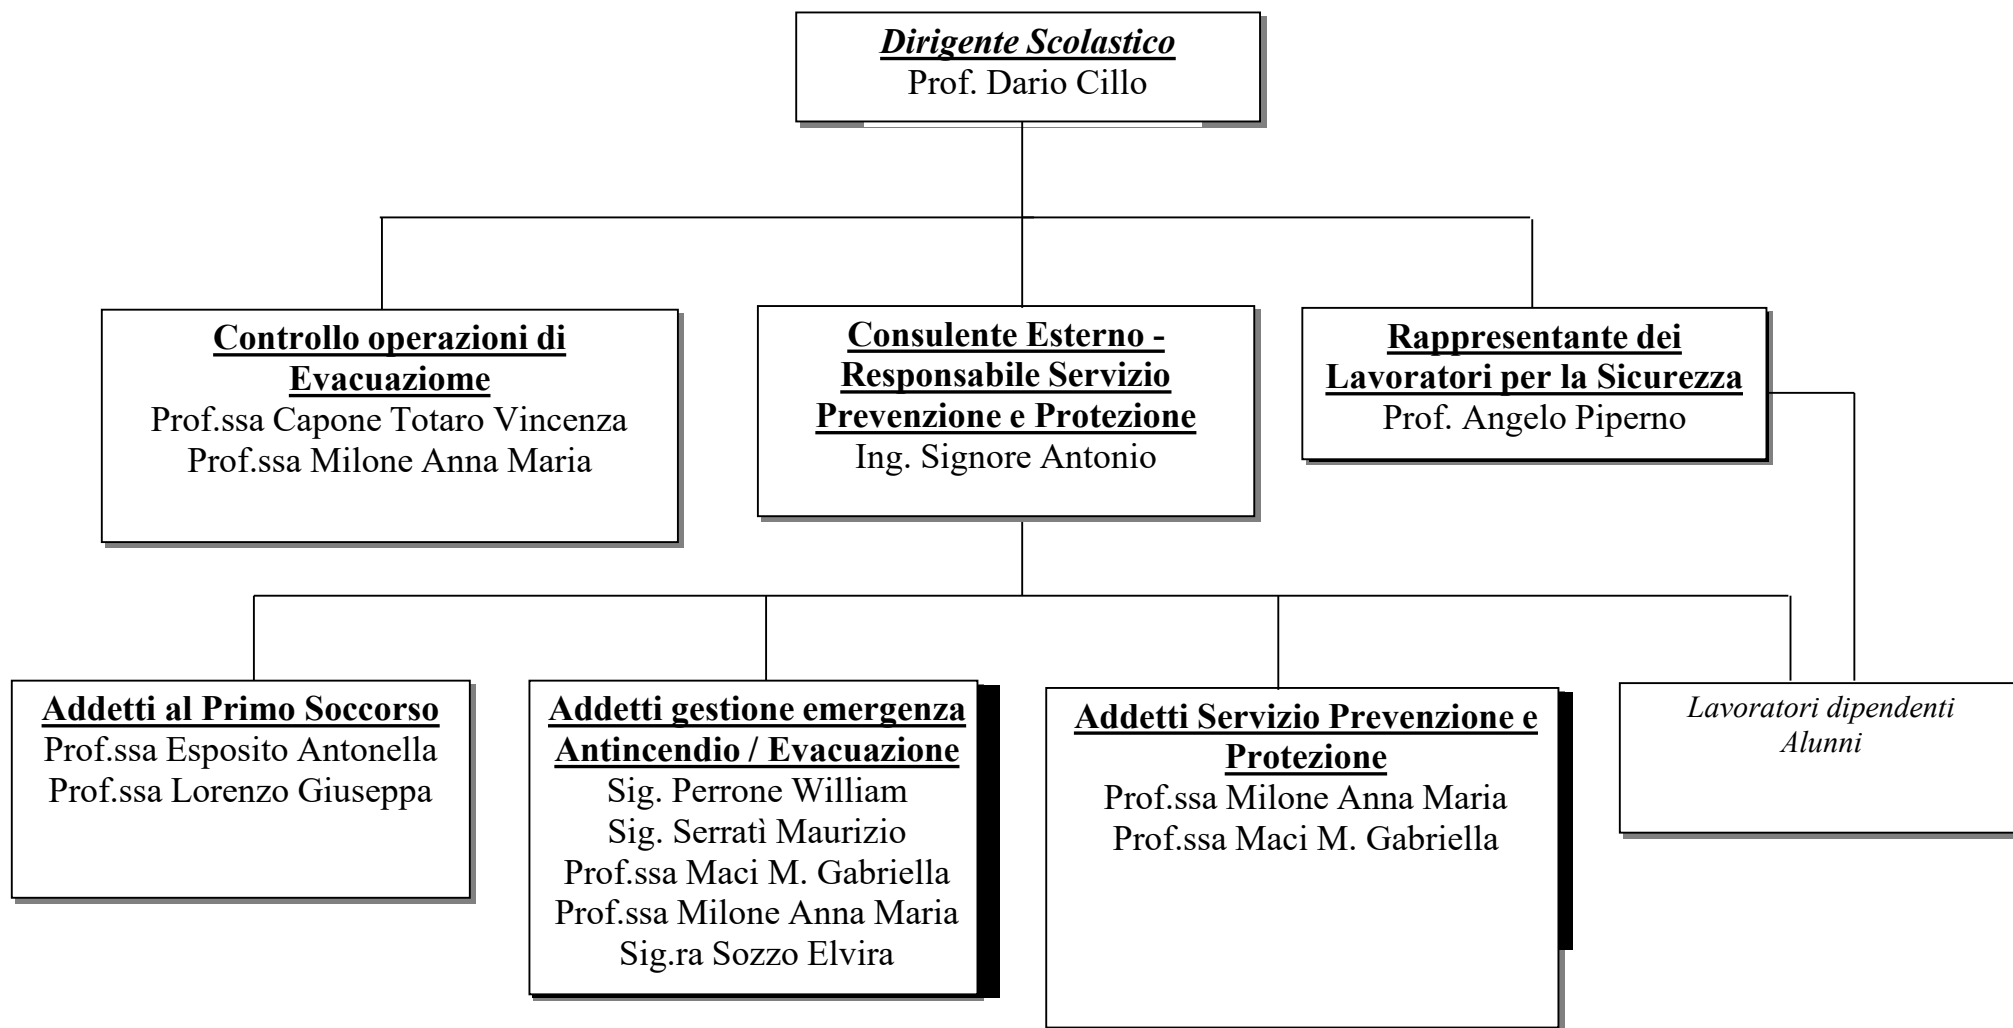 Dirigente Scolastico
Prof. Dario Cillo
Controllo operazioni di
Evacuaziome
Prof.ssa Capone Totaro Vincenza
Prof.ssa Milone Anna Maria
Consulente Esterno -
Responsabile Servizio
Prevenzione e Protezione
Ing. Signore Antonio
Rappresentante dei
Lavoratori per la Sicurezza
Prof. Angelo Piperno
Addetti al Primo Soccorso
Prof.ssa Esposito Antonella
Prof.ssa Lorenzo Giuseppa
Addetti gestione emergenza
Antincendio / Evacuazione
Sig. Perrone William
Sig. Serratì Maurizio
Prof.ssa Maci M. Gabriella
Prof.ssa Milone Anna Maria
Sig.ra Sozzo Elvira
Addetti Servizio Prevenzione e
Protezione
Prof.ssa Milone Anna Maria
Prof.ssa Maci M. Gabriella
Lavoratori dipendenti
Alunni